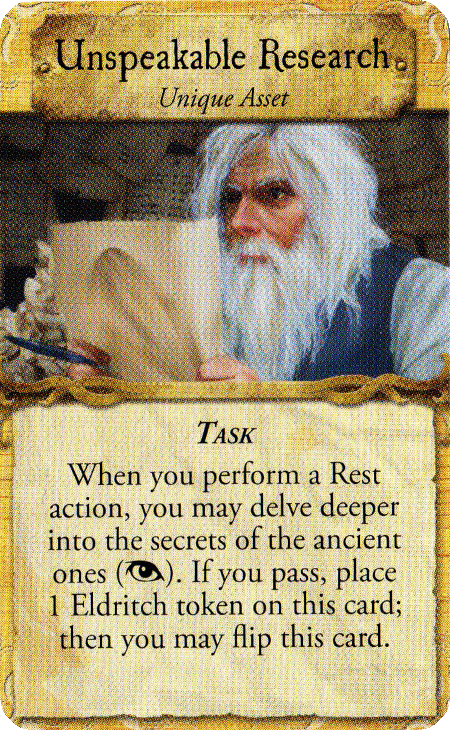 Unspeakable Research
Unique Asset
TASK
When you perform a Rest
action, you may delve deeper
into the secrets of the ancient
ones (). If you pass, place
1 Eldritch token on this card;
then you may flip this card.